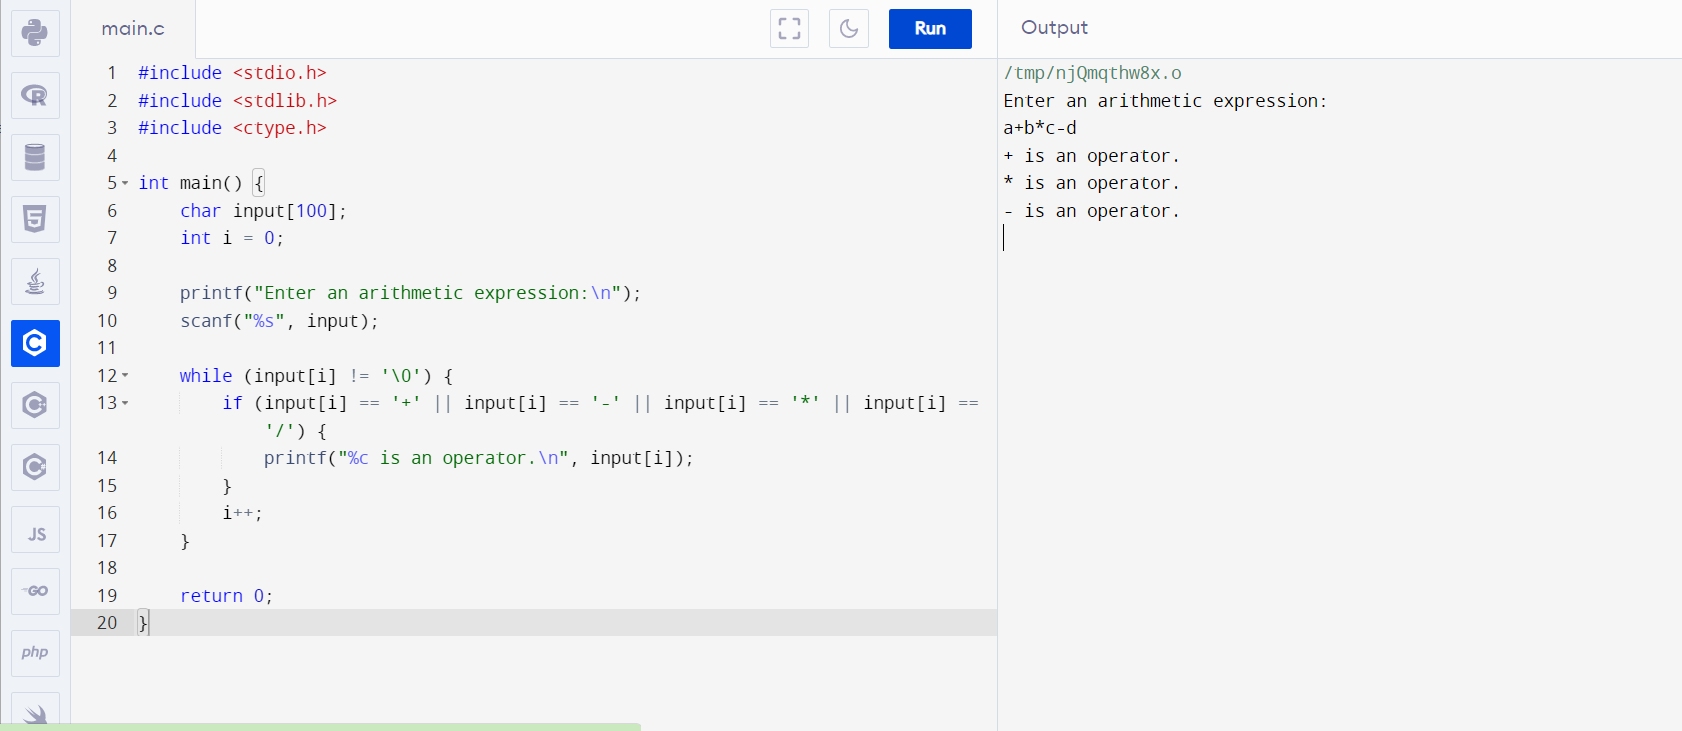 main.c
Run
Output
1 #include <stdio.h>
2 #include <stdlib.h>
3 #include <ctype.h>
4
5 int main() {
6     char input[100];
7     int i = 0;
8
9     printf("Enter an arithmetic expression:\n");
10     scanf("%s", input);
11
12     while (input[i] != '\0') {
13         if (input[i] == '+' || input[i] == '-' || input[i] == '*' || input[i] ==
            '/') {
14             printf("%c is an operator.\n", input[i]);
15         }
16         i++;
17     }
18
19     return 0;
20 }
/tmp/njQmqthw8x.o
Enter an arithmetic expression:
a+b*c-d
+ is an operator.
* is an operator.
- is an operator.
R
5
C
C
C
JS
GO
php